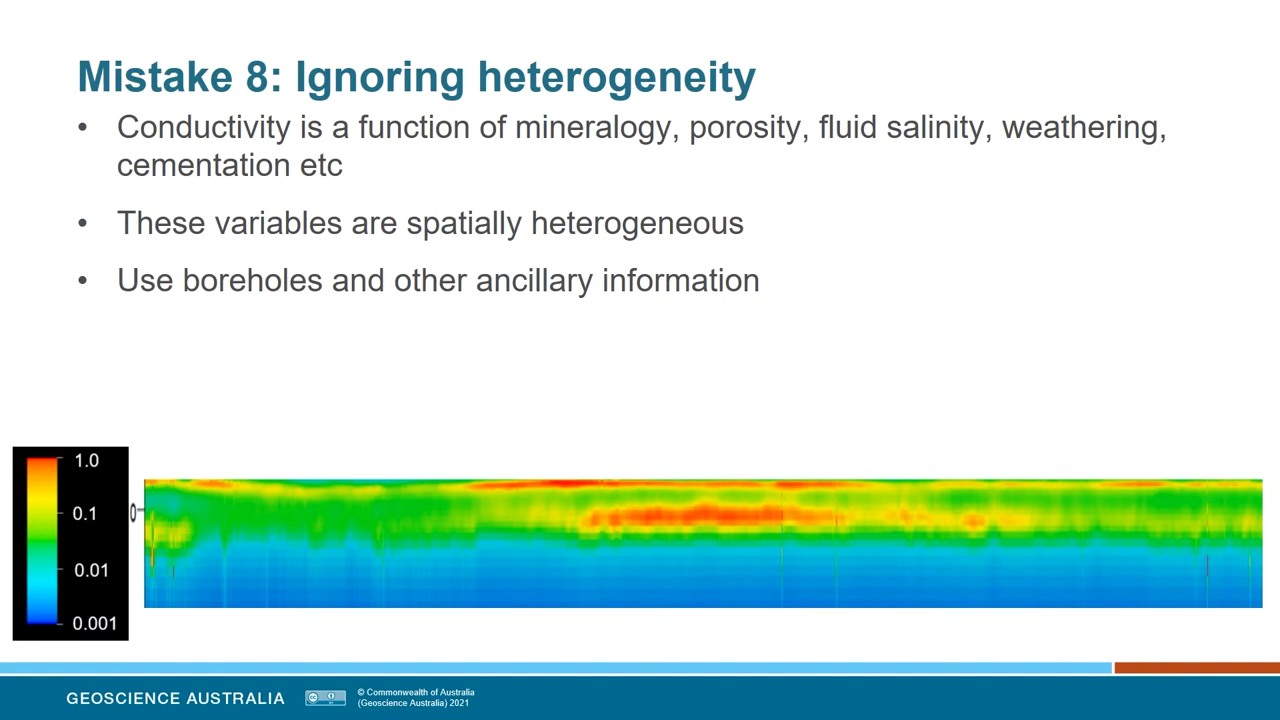 Mistake 8: Ignoring heterogeneity
• Conductivity is a function of mineralogy, porosity, fluid salinity, weathering,
cementation etc
• These variables are spatially heterogeneous
• Use boreholes and other ancillary information
1.0
0.1
0.01
0.001
0
GEOSCIENCE AUSTRALIA
© Commonwealth of Australia
(Geoscience Australia) 2021